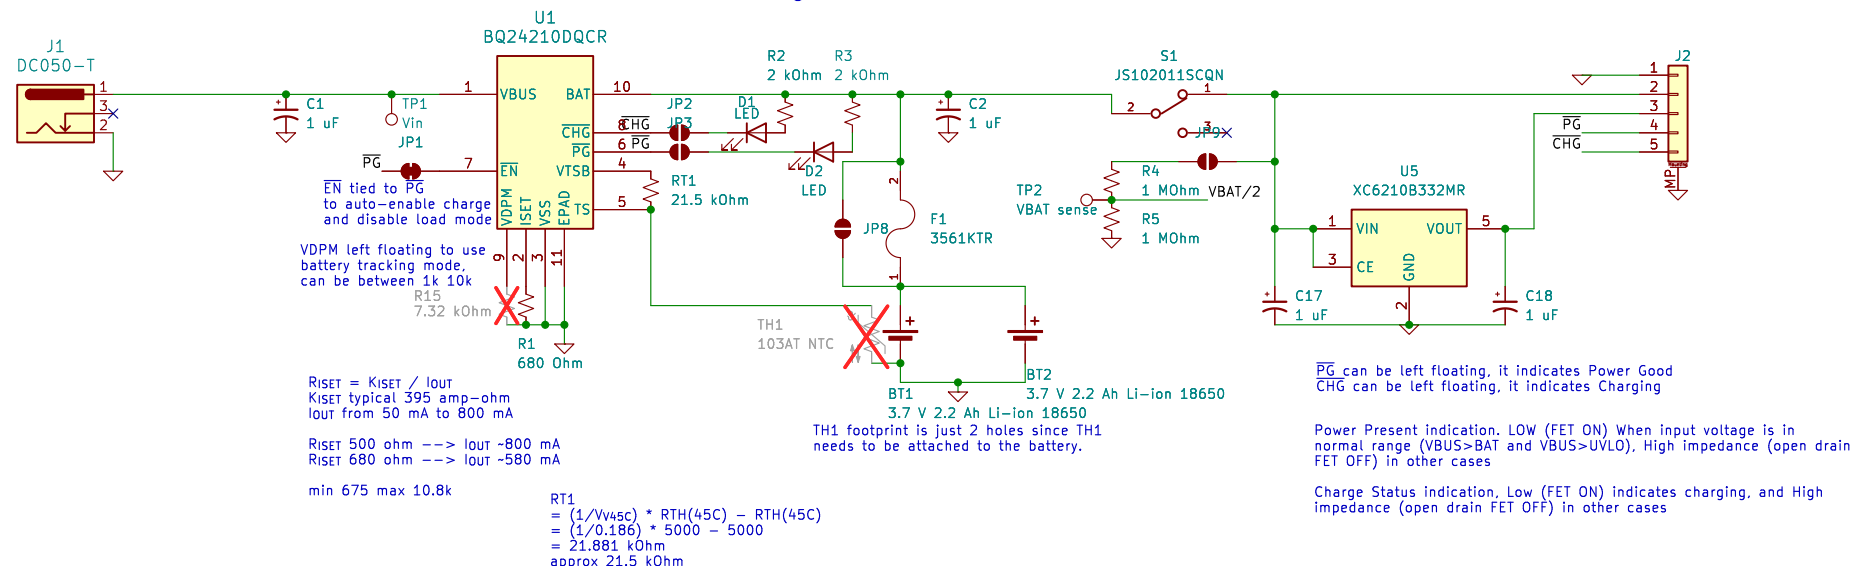 J1
DC050-T
1
3
2
C1
1 uF
TP1
Vin
JP1
PG
EN tied to PG
to auto-enable charge
and disable load mode
VDPM left floating to use
battery tracking mode,
can be between 1k 10k
R15
7.32 kOhm
U1
BQ24210DQCR
1
VBUS
7
EN
BAT
10
CHG
8
PG
6
VTSB
4
TS
5
VDPM
ISET
VSS
EPAD
9
2
3
11
R1
680 Ohm
CHG
PG
JP2
JP3
D1
LED
D2
LED
R2
2 kOhm
R3
2 kOhm
RT1
21.5 kOhm
C2
1 uF
JP8
2
F1
3561KTR
1
TH1
103AT NTC
+
+
BT1
3.7 V 2.2 Ah Li-ion 18650
BT2
3.7 V 2.2 Ah Li-ion 18650
TH1 footprint is just 2 holes since TH1
needs to be attached to the battery.
S1
JS102011SCQN
1
2
3
JP9
R4
1 MOhm
VBAT/2
TP2
VBAT sense
R5
1 MOhm
U5
XC6210B332MR
1
VIN
3
CE
GND
2
VOUT
5
C17
1 uF
C18
1 uF
J2
1
2
3
4
5
PG
CHG
MP
RISET = KISET / IOUT
KISET typical 395 amp-ohm
IOUT from 50 mA to 800 mA
RISET 500 ohm --> IOUT ~800 mA
RISET 680 ohm --> IOUT ~580 mA
min 675 max 10.8k
RT1
= (1/VV45C) * RTH(45C) - RTH(45C)
= (1/0.186) * 5000 - 5000
= 21.881 kOhm
approx 21.5 kOhm
PG can be left floating, it indicates Power Good
CHG can be left floating, it indicates Charging
Power Present indication. LOW (FET ON) When input voltage is in
normal range (VBUS>BAT and VBUS>UVLO), High impedance (open drain
FET OFF) in other cases
Charge Status indication, Low (FET ON) indicates charging, and High
impedance (open drain FET OFF) in other cases